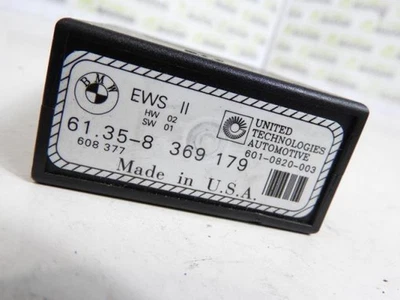 BMW
EWS II
HW 02
SW 01
UNITED
TECHNOLOGIES
AUTOMOTIVE
61.35-8 369 179
601-0820-003
608 377
Made in U.S.A.